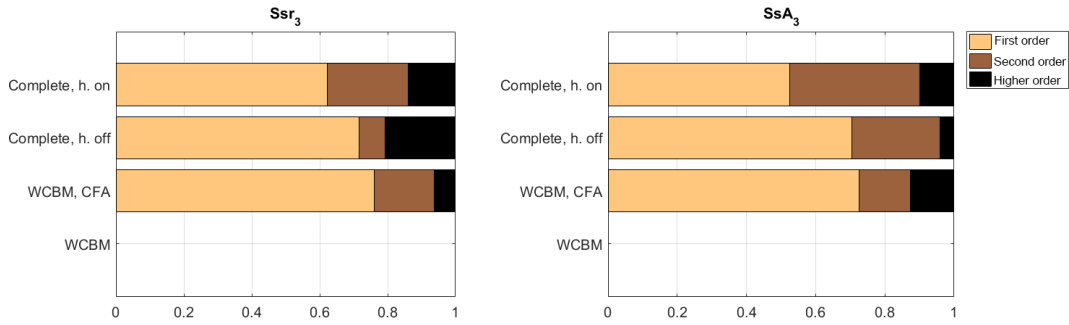 Ssr3
Complete, h. on
Complete, h. off
WCBM, CFA
WCBM
0 0.2 0.4 0.6 0.8 1
SsA3
Complete, h. on
Complete, h. off
WCBM, CFA
WCBM
0 0.2 0.4 0.6 0.8 1
First order
Second order
Higher order